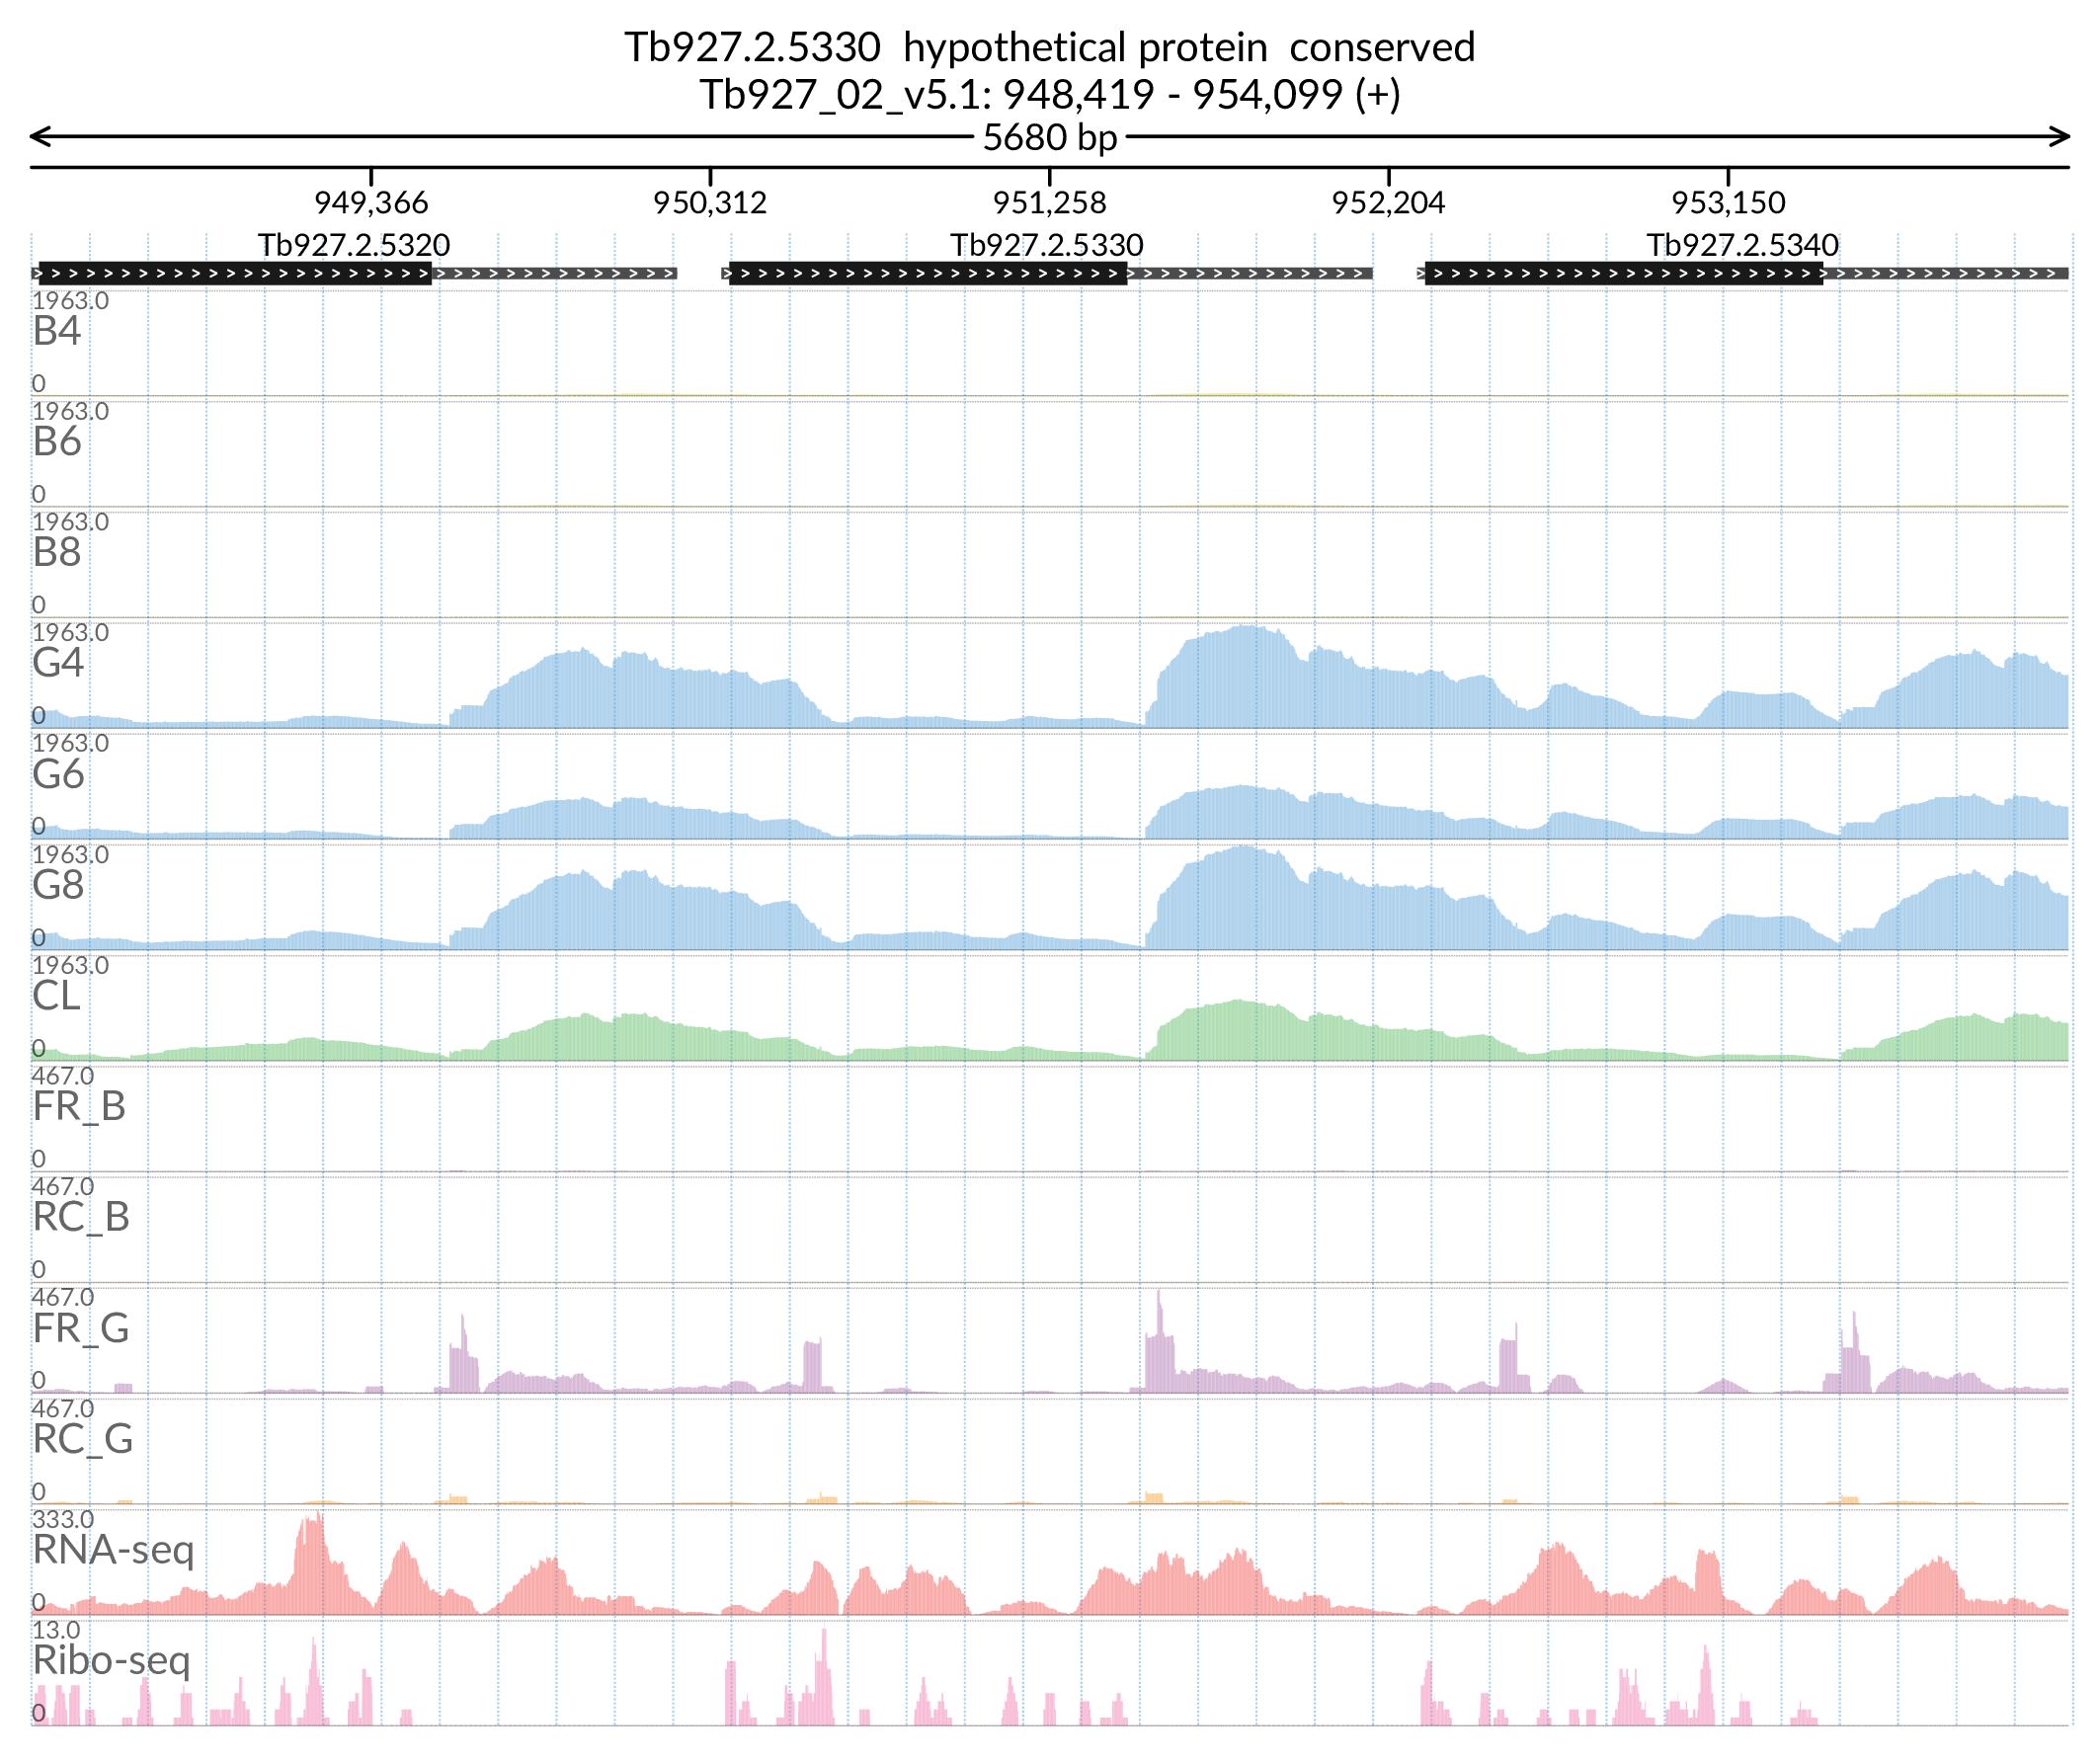 Tb927.2.5330  hypothetical protein  conserved
Tb927_02_v5.1: 948,419 - 954,099 (+)
5680 bp
949,366 950,312 951,258 952,204 953,150
Tb927.2.5320 Tb927.2.5330 Tb927.2.5340
1963.0
B4
0
1963.0
B6
0
1963.0
B8
0
1963.0
G4
0
1963.0
G6
0
1963.0
G8
0
1963.0
CL
0
467.0
FR_B
0
467.0
RC_B
0
467.0
FR_G
0
467.0
RC_G
0
333.0
RNA-seq
0
13.0
Ribo-seq
0